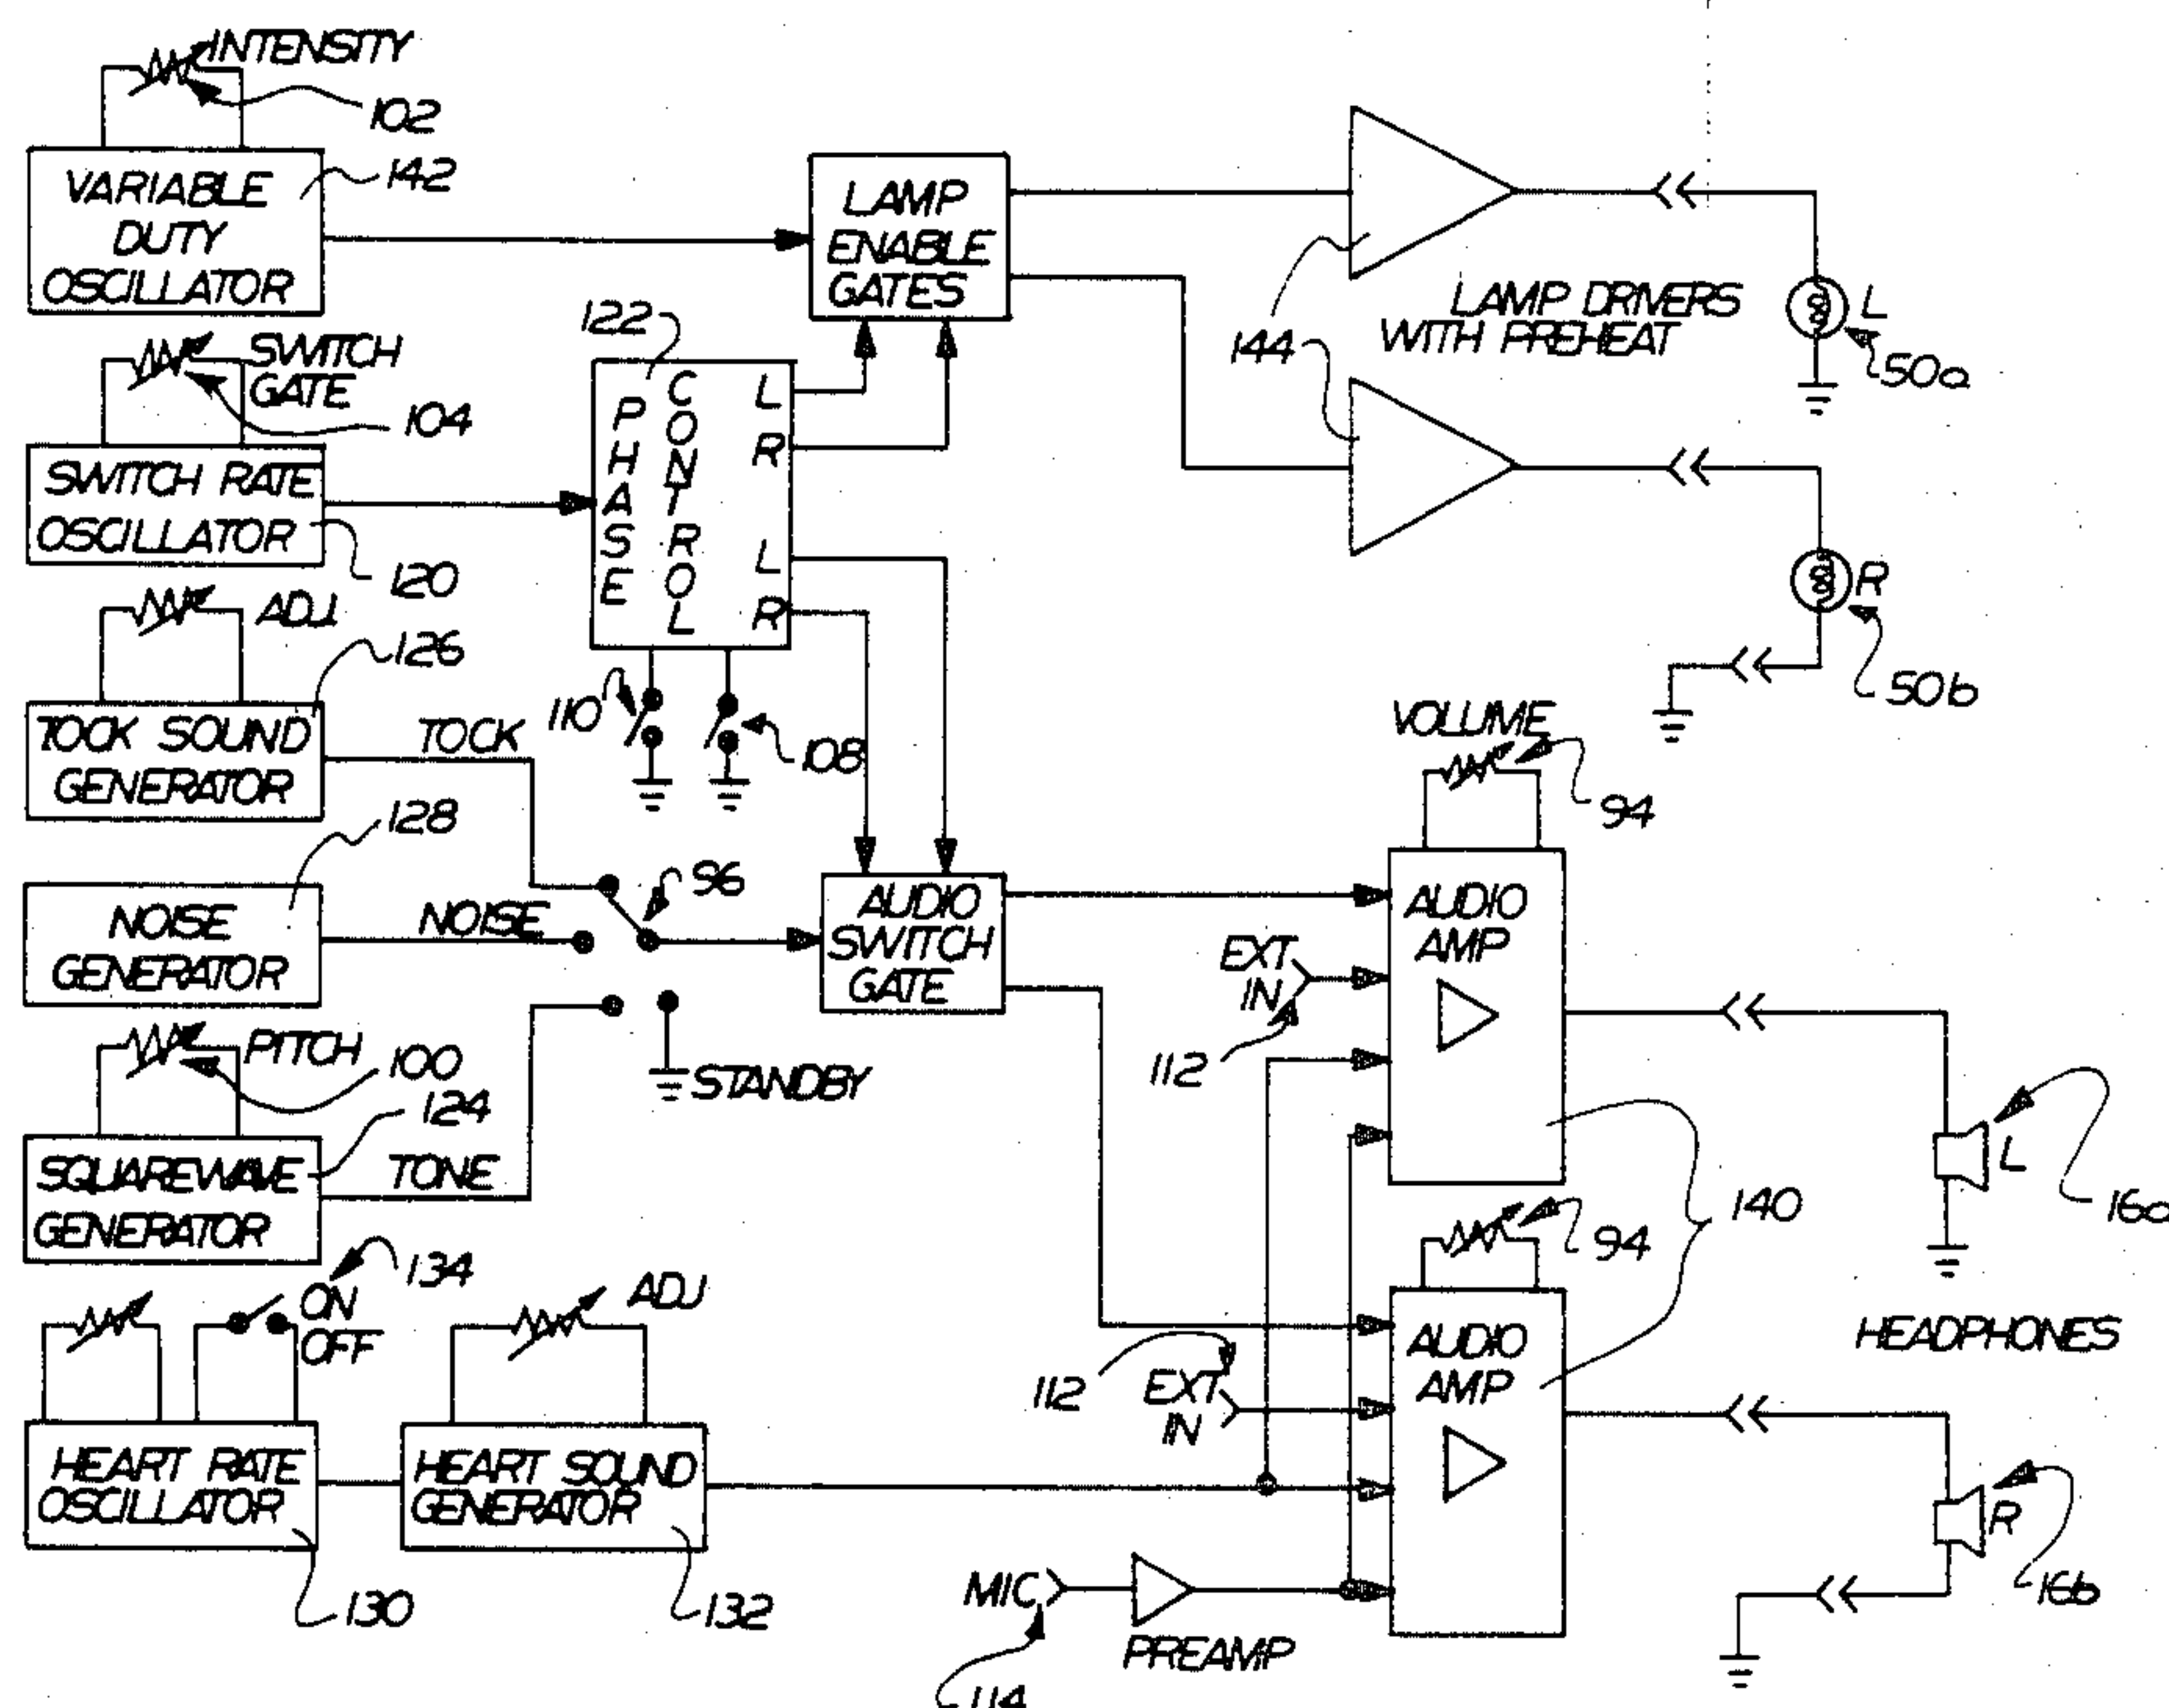 INTENSITY
102
VARIABLE
DUTY
OSCILLATOR
142
SWITCH
GATE
104
SWITCH RATE
OSCILLATOR
120
ADJ
126
TOCK SOUND
GENERATOR
TOCK
128
NOISE
GENERATOR
NOISE
PITCH
100
124
SQUAREWAVE
GENERATOR
TONE
134
ON
OFF
ADJ
HEART RATE
OSCILLATOR
130
HEART SOUND
GENERATOR
132
122
PHASE
CONTROL
L
R
L
R
110
108
96
STANDBY
LAMP
ENABLE
GATES
144
LAMP DRIVERS
WITH PREHEAT
L
50a
R
50b
AUDIO
SWITCH
GATE
VOLUME
94
AUDIO
AMP
EXT
IN
112
140
L
16a
94
AUDIO
AMP
112
EXT
IN
HEADPHONES
R
16b
MIC
PREAMP
114